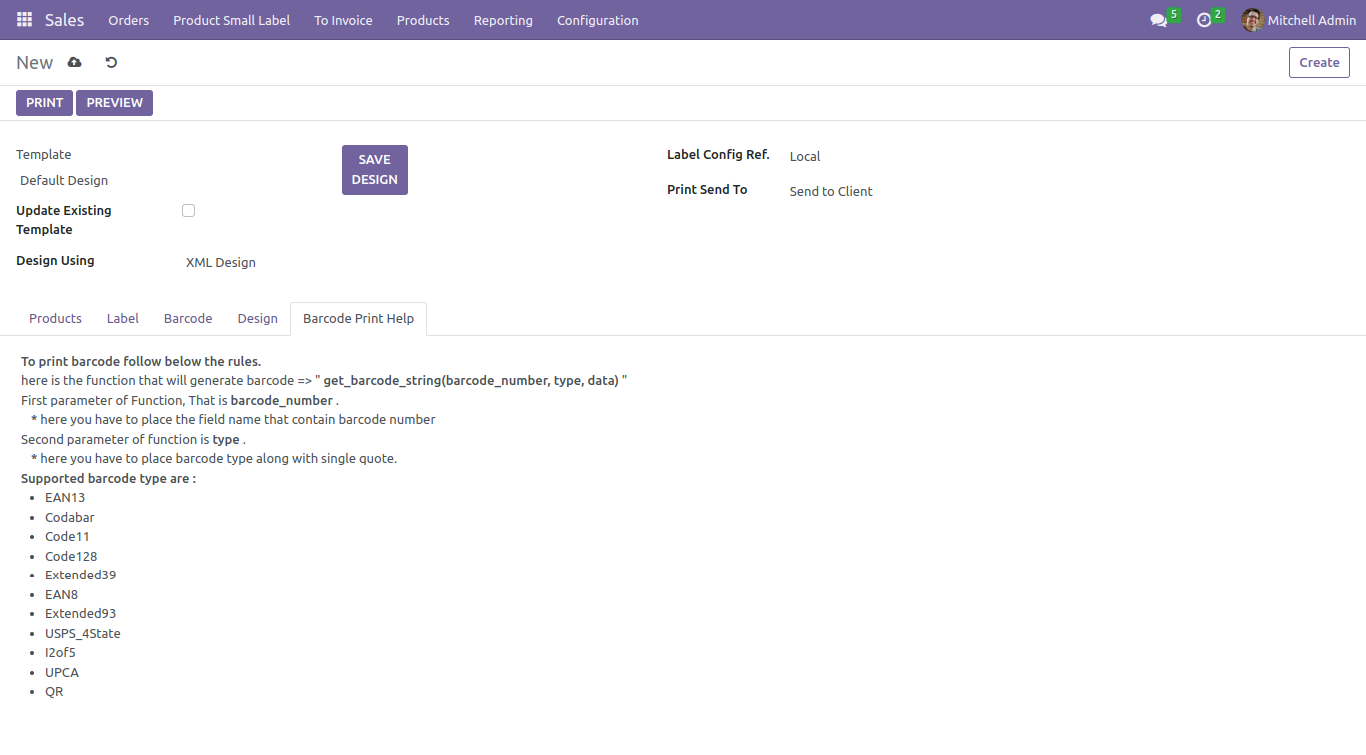 Sales Orders Product Small Label To Invoice Products Reporting Configuration 5 2 Mitchell Admin
New Create
PRINT PREVIEW
Template
Default Design
SAVE
DESIGN
Update Existing
Template
Design Using XML Design
Label Config Ref. Local
Print Send To Send to Client
Products Label Barcode Design Barcode Print Help
To print barcode follow below the rules.
here is the function that will generate barcode => " get_barcode_string(barcode_number, type, data) "
First parameter of Function, That is barcode_number .
* here you have to place the field name that contain barcode number
Second parameter of function is type .
* here you have to place barcode type along with single quote.
Supported barcode type are :
• EAN13
• Codabar
• Code11
• Code128
• Extended39
• EAN8
• Extended93
• USPS_4State
• I2of5
• UPCA
• QR